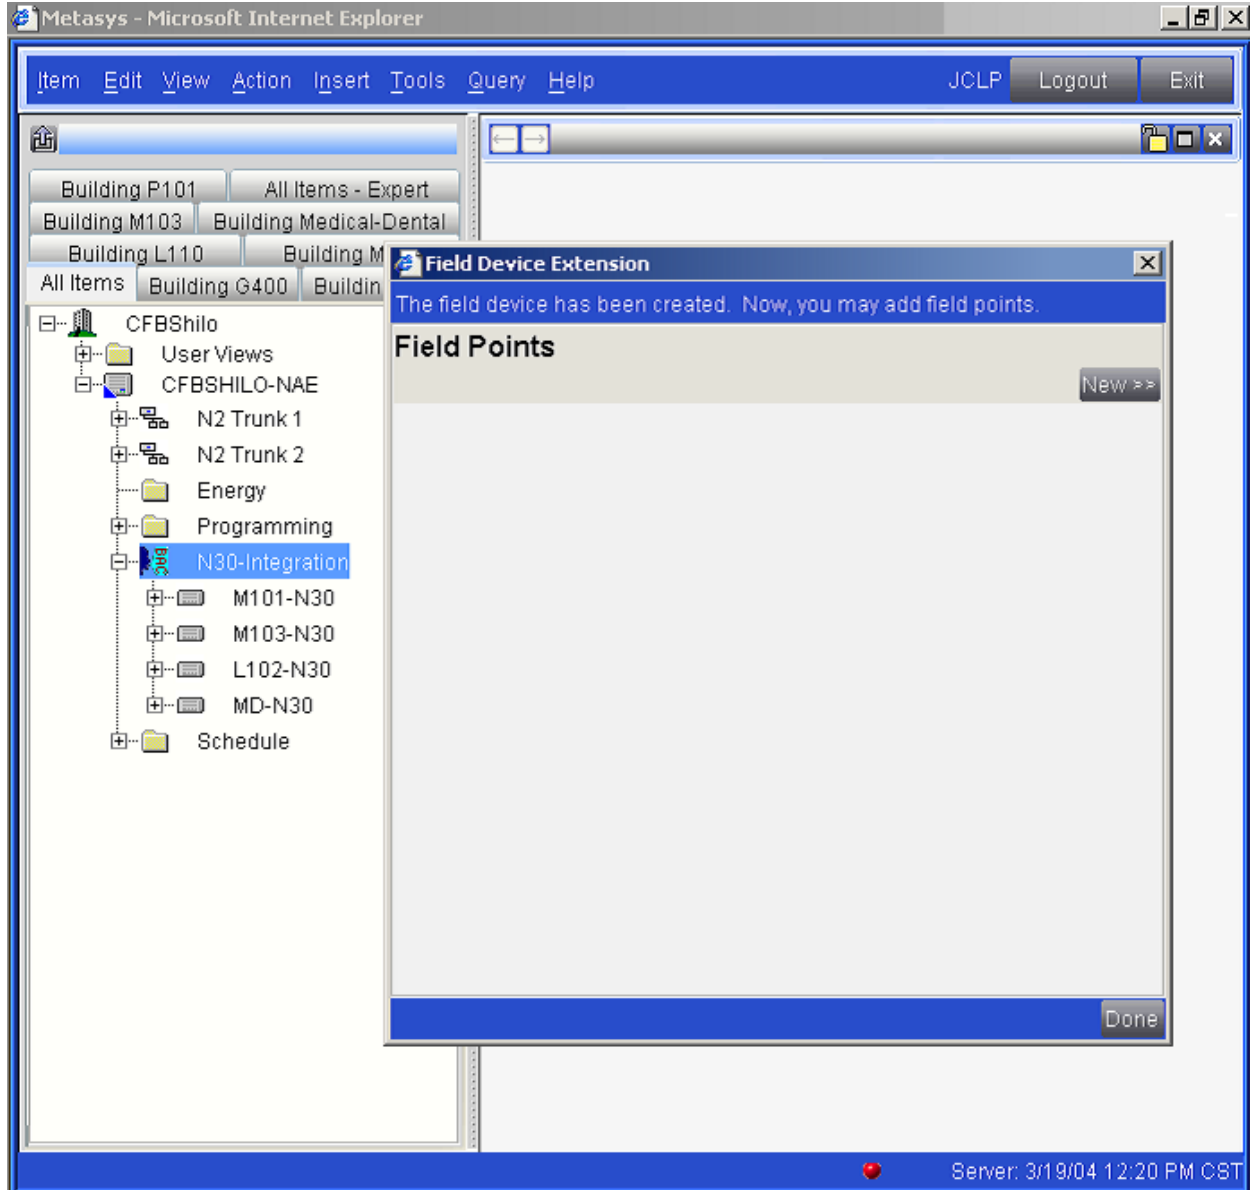 Metasys - Microsoft Internet Explorer
Item Edit View Action Insert Tools Query Help JCLP Logout Exit
Building P101 All Items - Expert
Building M103 Building Medical-Dental
Building L110 Building M
All Items Building G400 Buildin
CFBShilo
User Views
CFBSHILO-NAE
N2 Trunk 1
N2 Trunk 2
Energy
Programming
BAC N30-Integration
M101-N30
M103-N30
L102-N30
MD-N30
Schedule
Field Device Extension
The field device has been created. Now, you may add field points.
Field Points
New >>
Done
Server: 3/19/04 12:20 PM CST